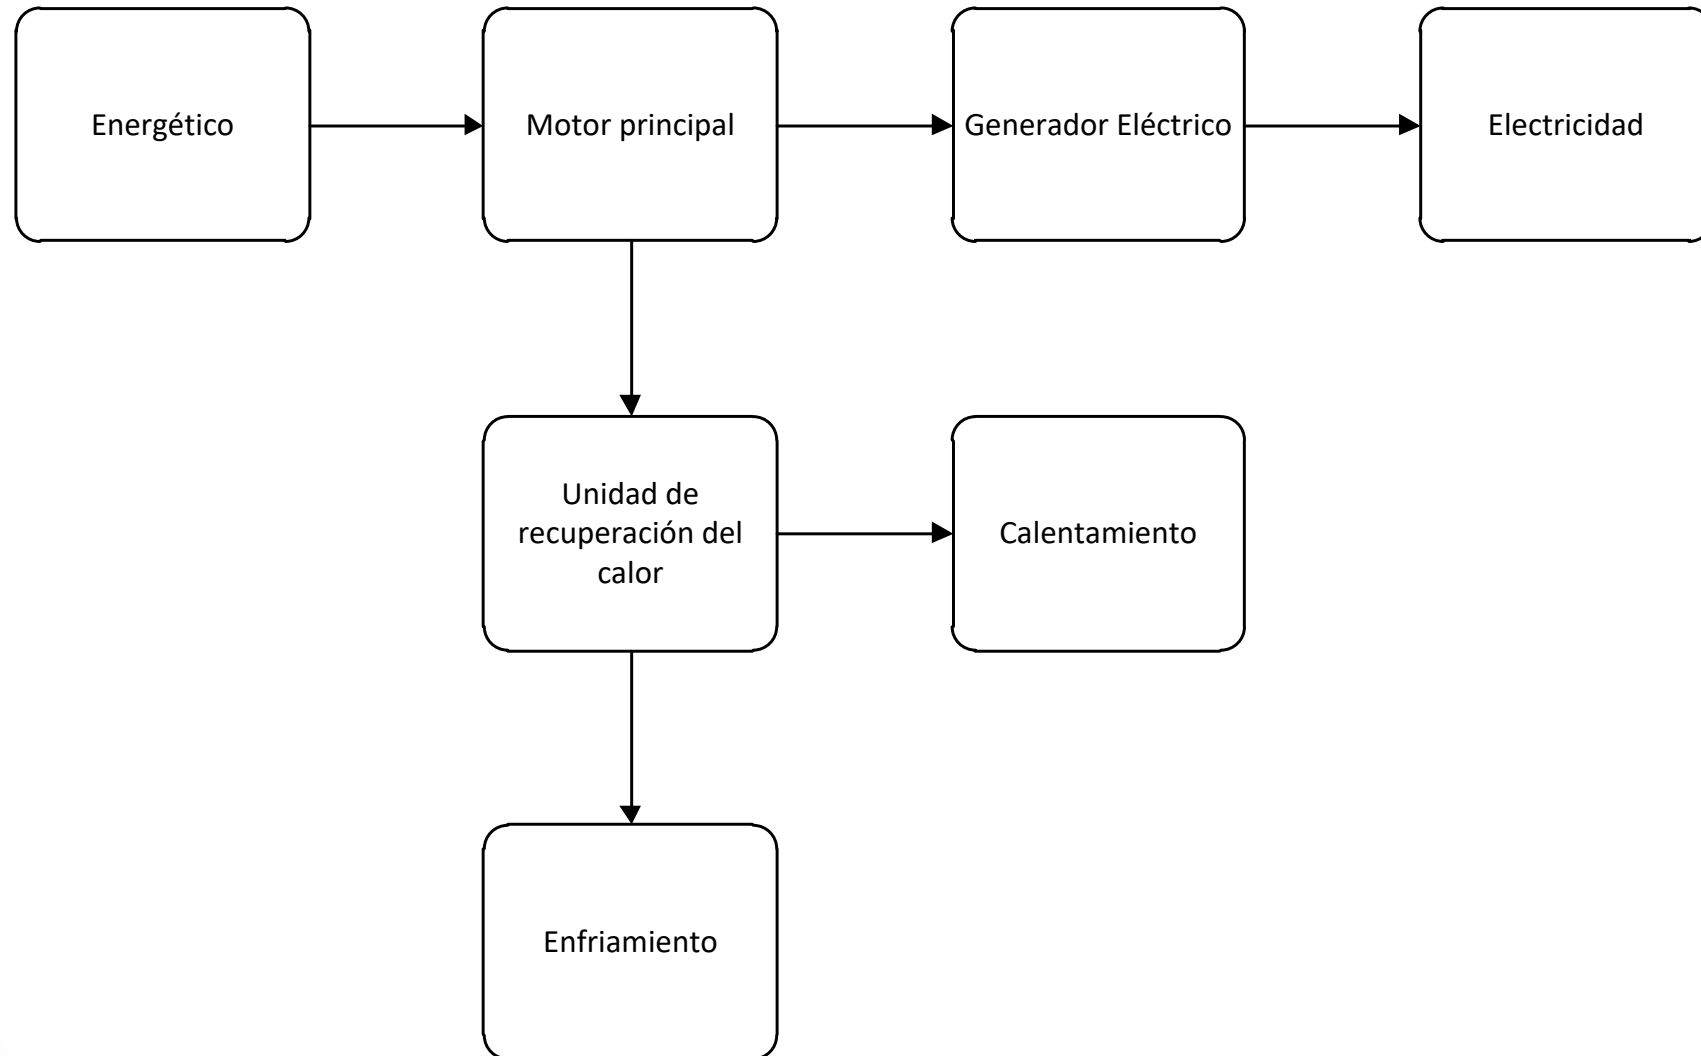 Energético
Motor principal
Generador Eléctrico
Electricidad
Unidad de
recuperación del
calor
Calentamiento
Enfriamiento